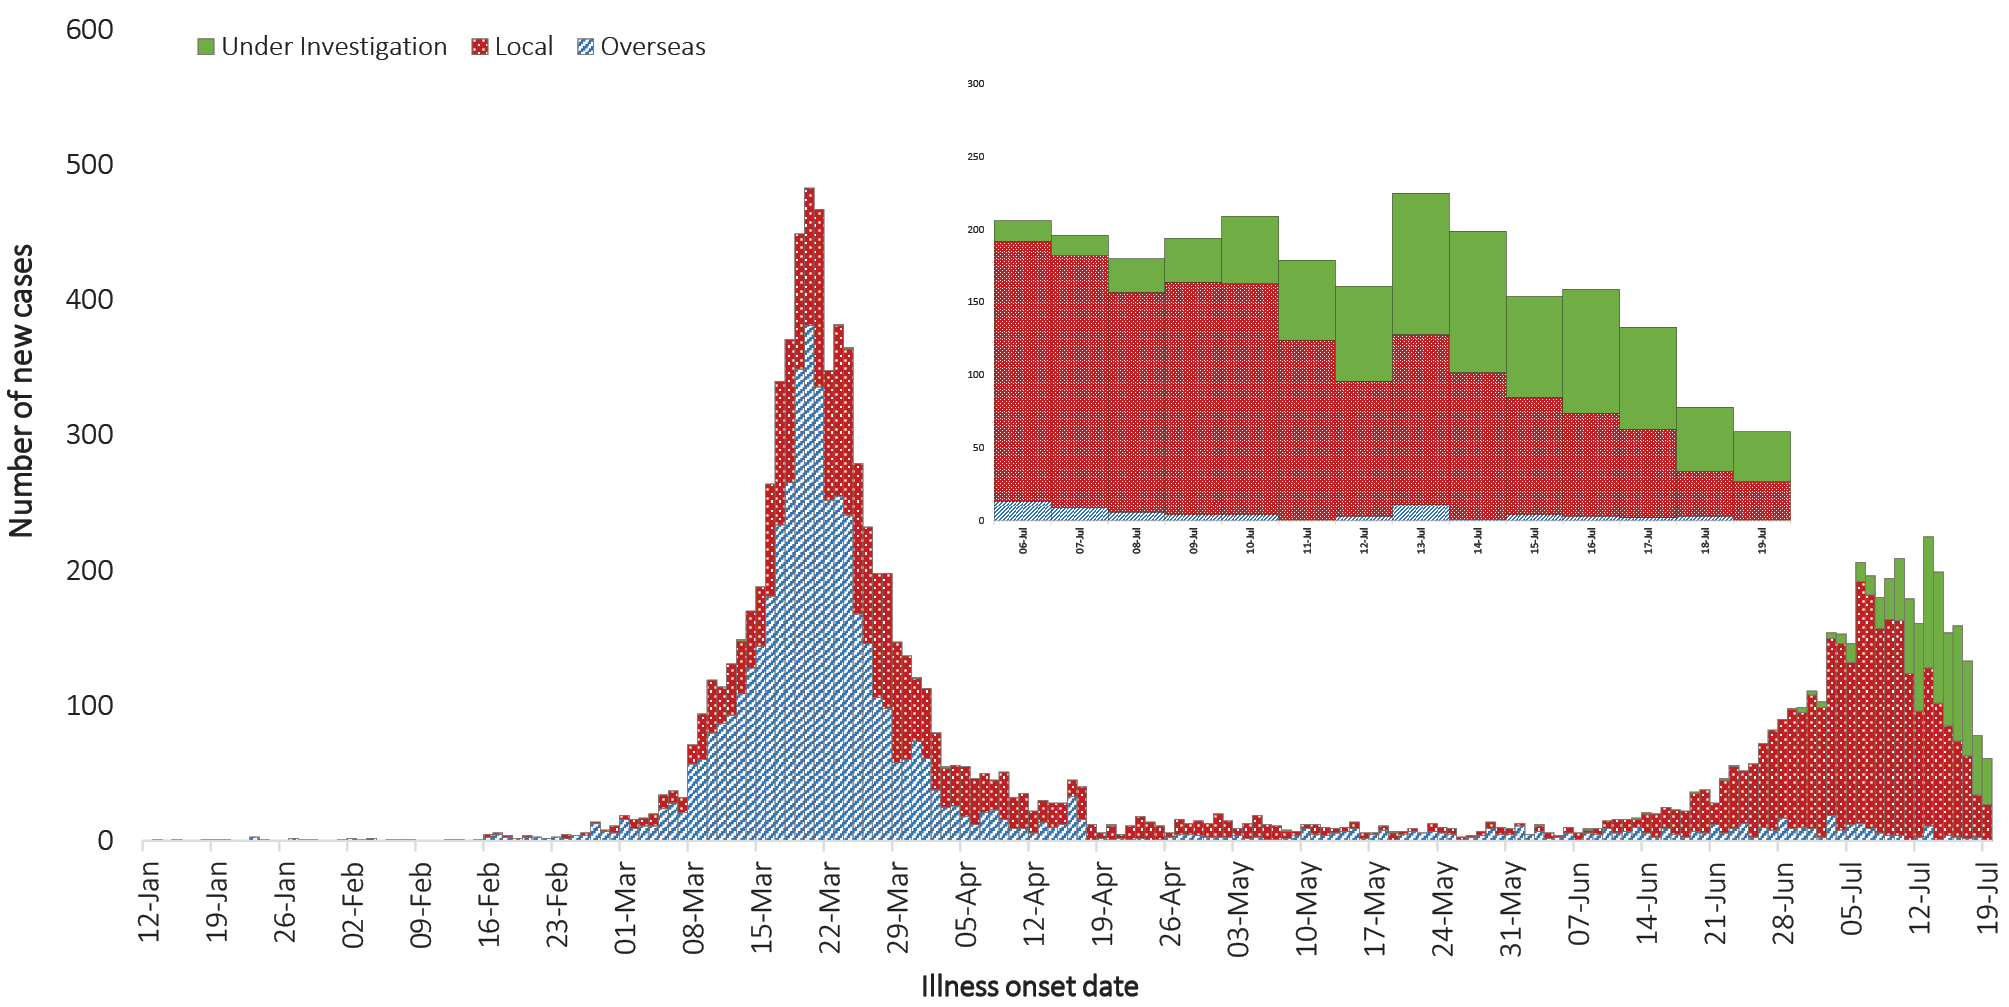 600
500
400
300
200
100
0
Number of new cases
Under Investigation Local Overseas
300
250
200
150
100
50
0
06-Jul 07-Jul 08-Jul 09-Jul 10-Jul 11-Jul 12-Jul 13-Jul 14-Jul 15-Jul 16-Jul 17-Jul 18-Jul 19-Jul
12-Jan 19-Jan 26-Jan 02-Feb 09-Feb 16-Feb 23-Feb 01-Mar 08-Mar 15-Mar 22-Mar 29-Mar 05-Apr 12-Apr 19-Apr 26-Apr 03-May 10-May 17-May 24-May 31-May 07-Jun 14-Jun 21-Jun 28-Jun 05-Jul 12-Jul 19-Jul
Illness onset date